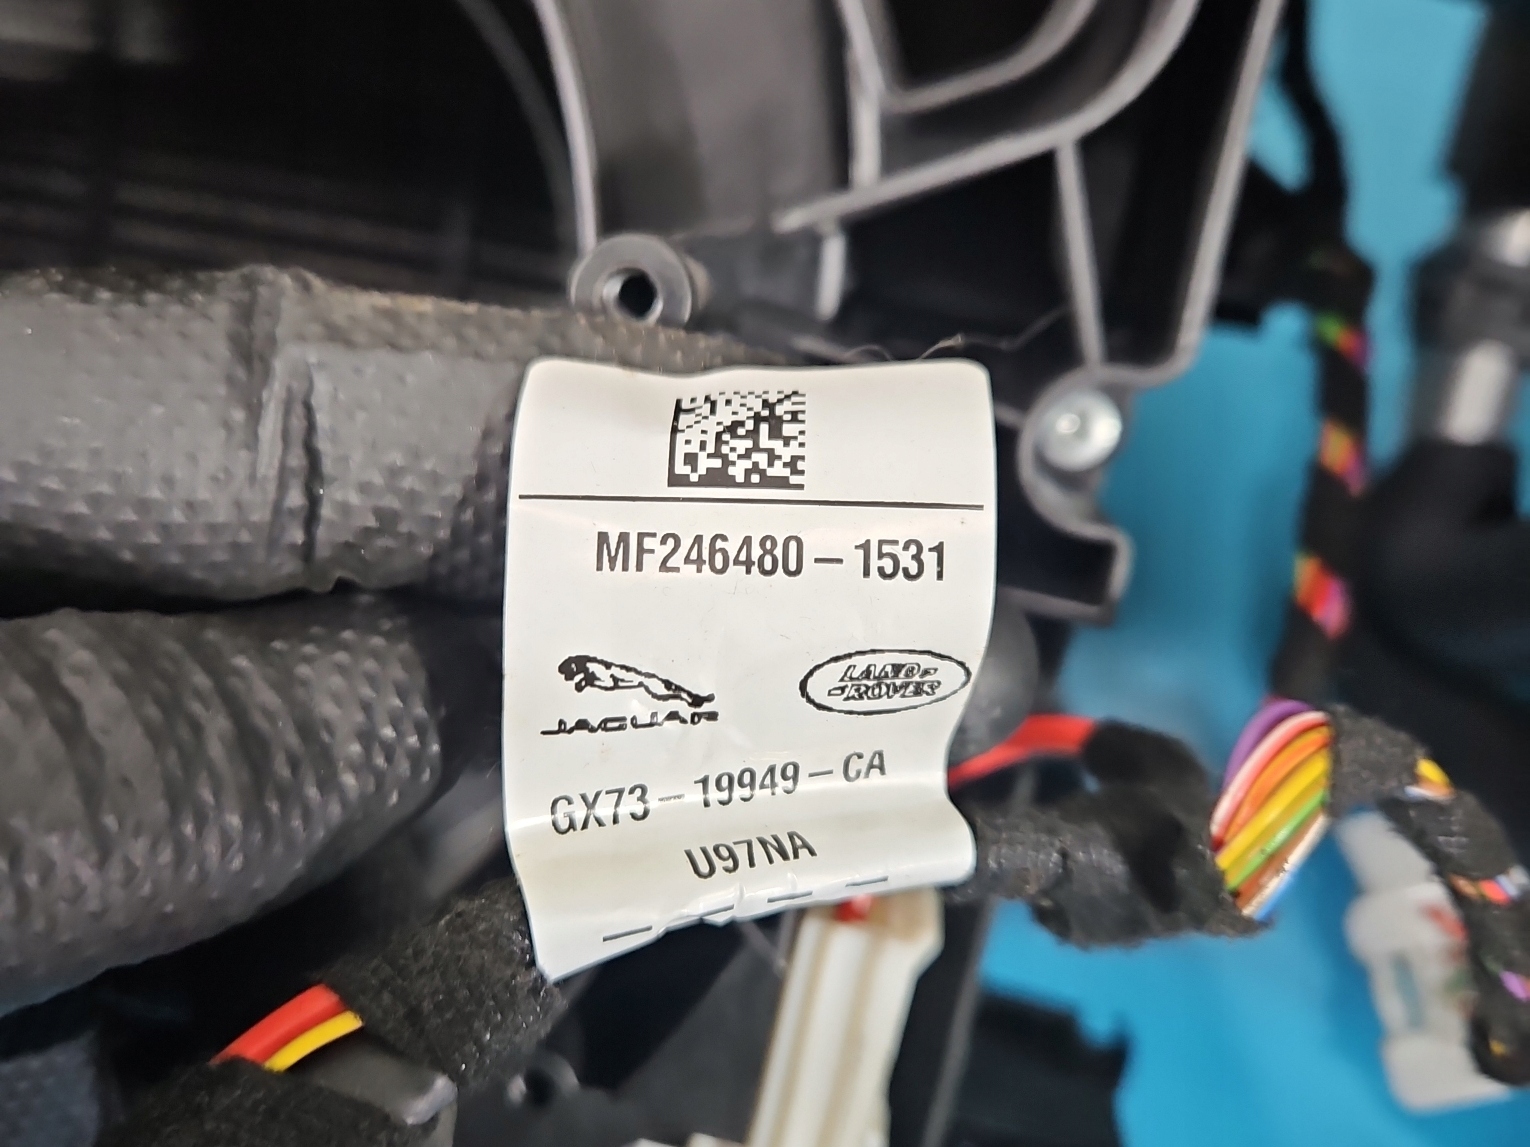 MF246480-1531
JAGUAR
LAND-
-ROVER
GX73-19949-CA
U97NA